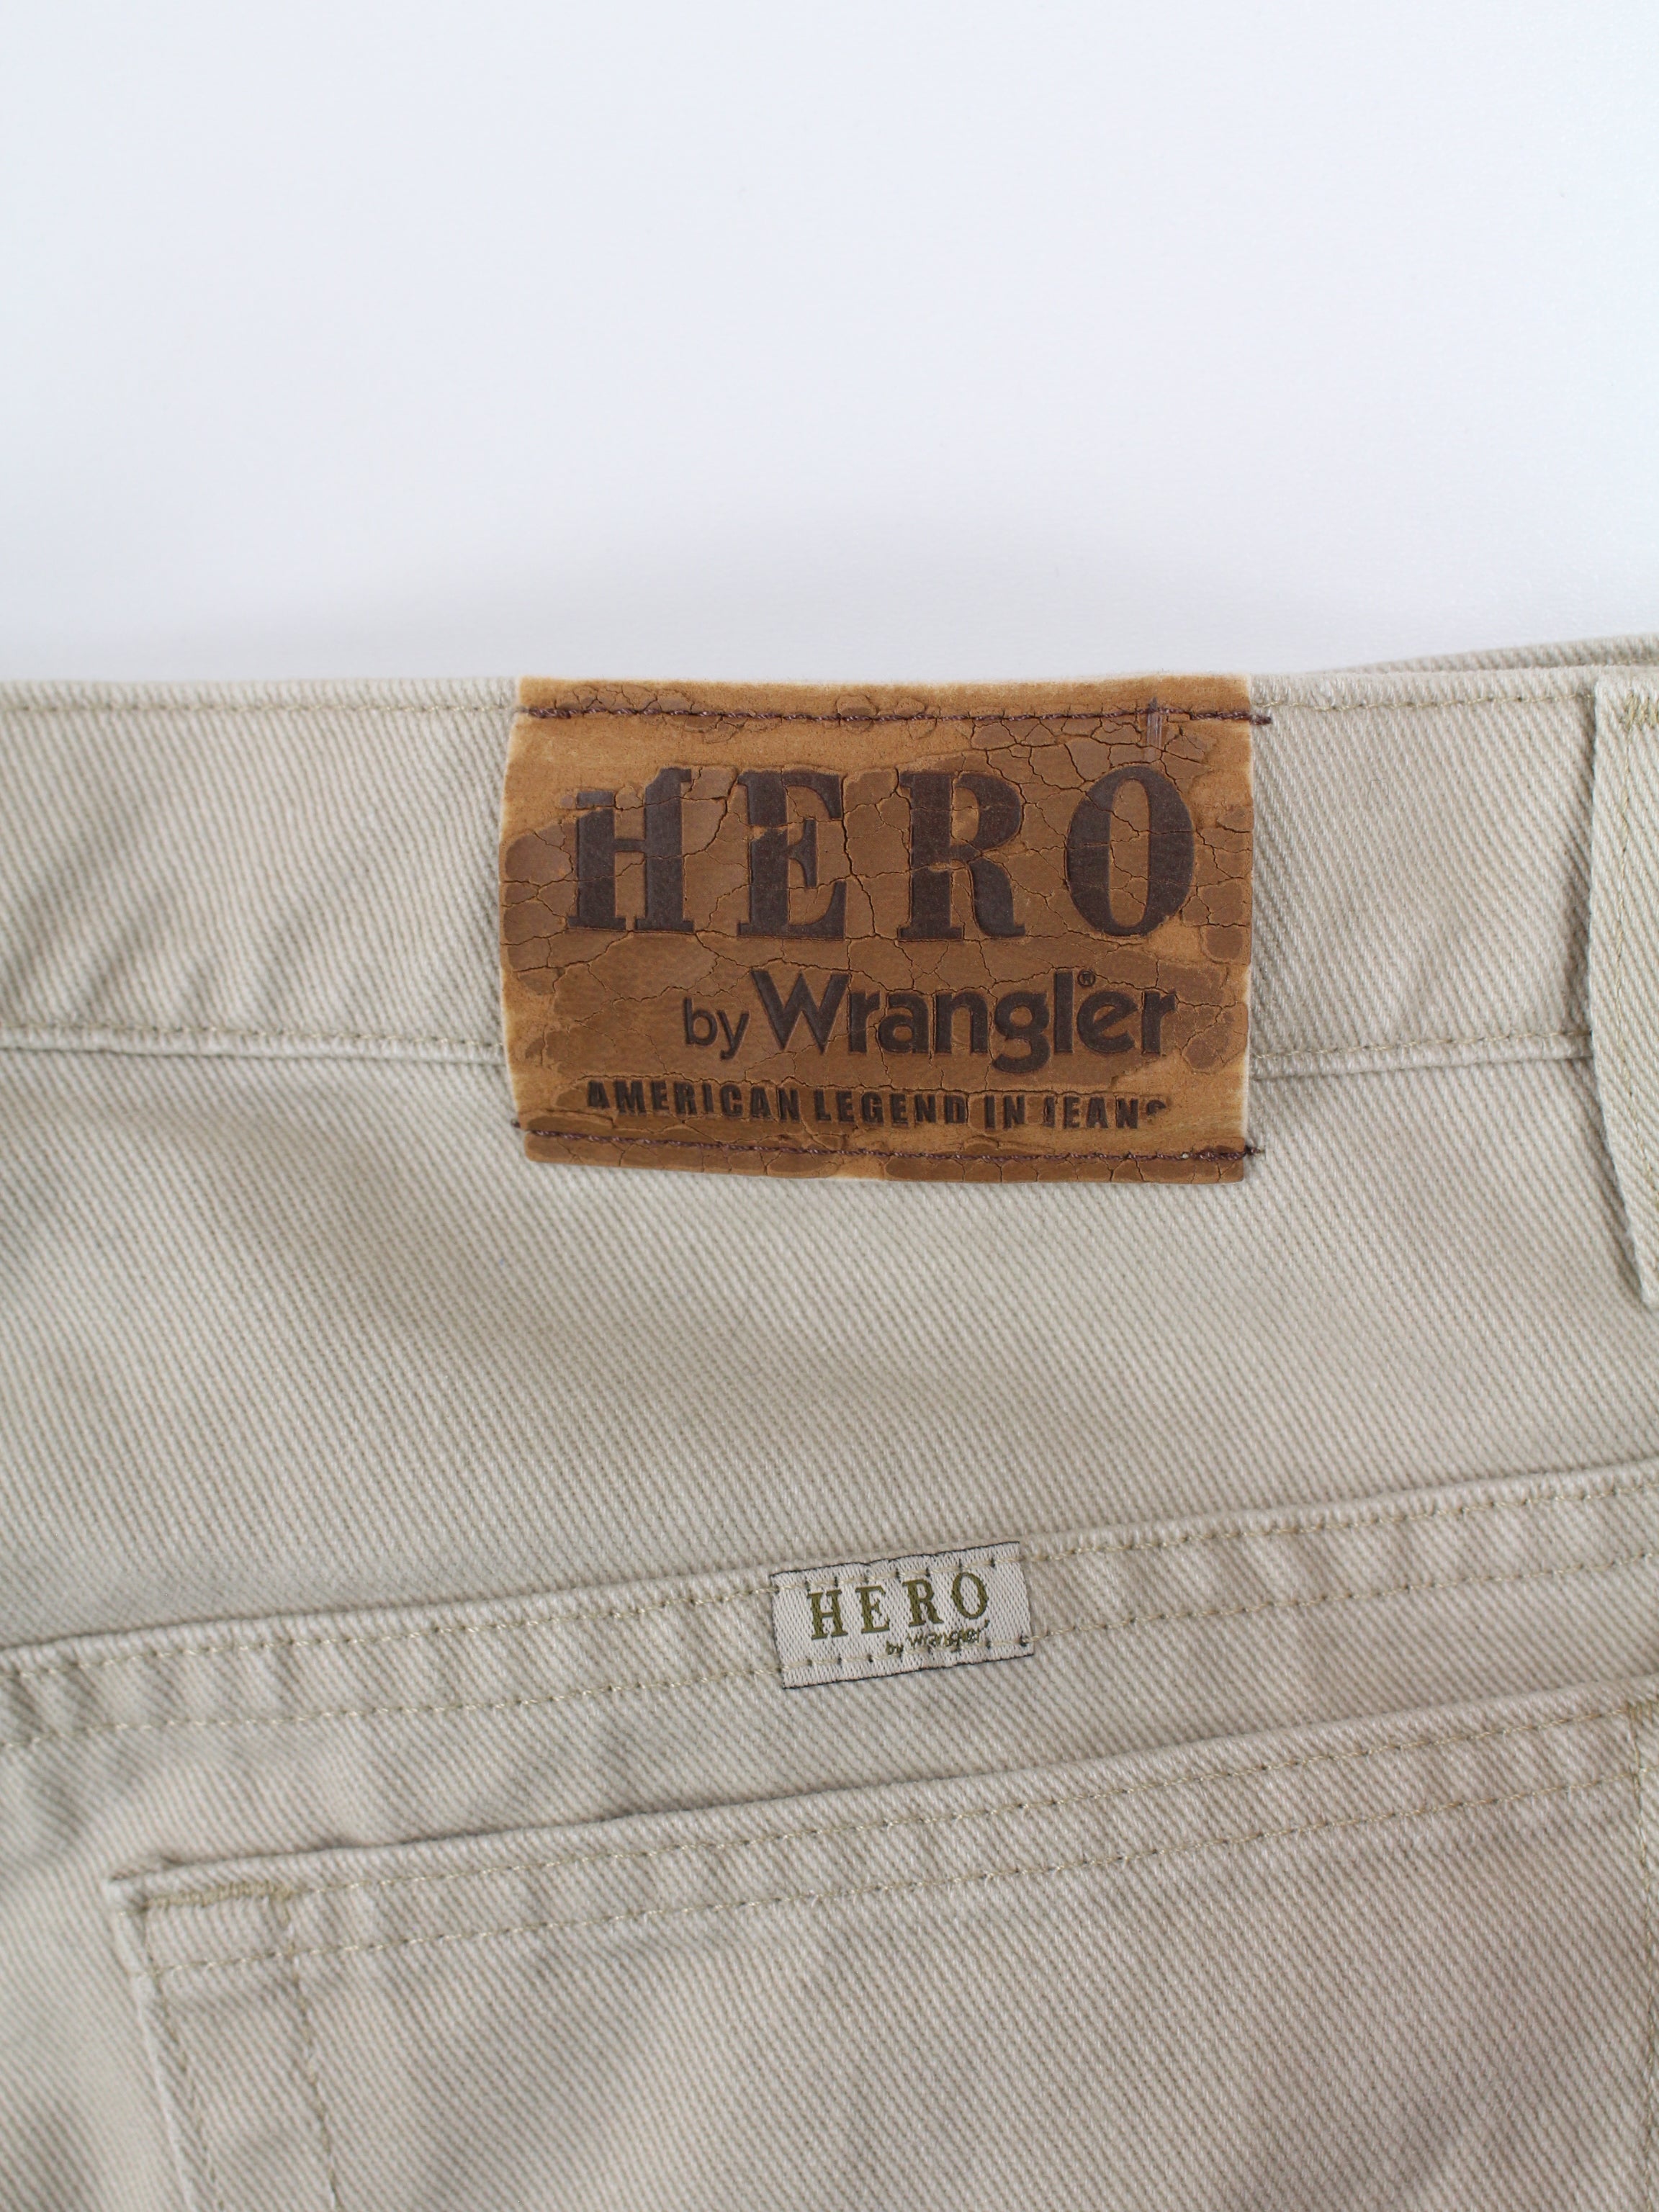 HERO
by Wrangler®
AMERICAN LEGEND IN JEANS
HERO
by Wrangler